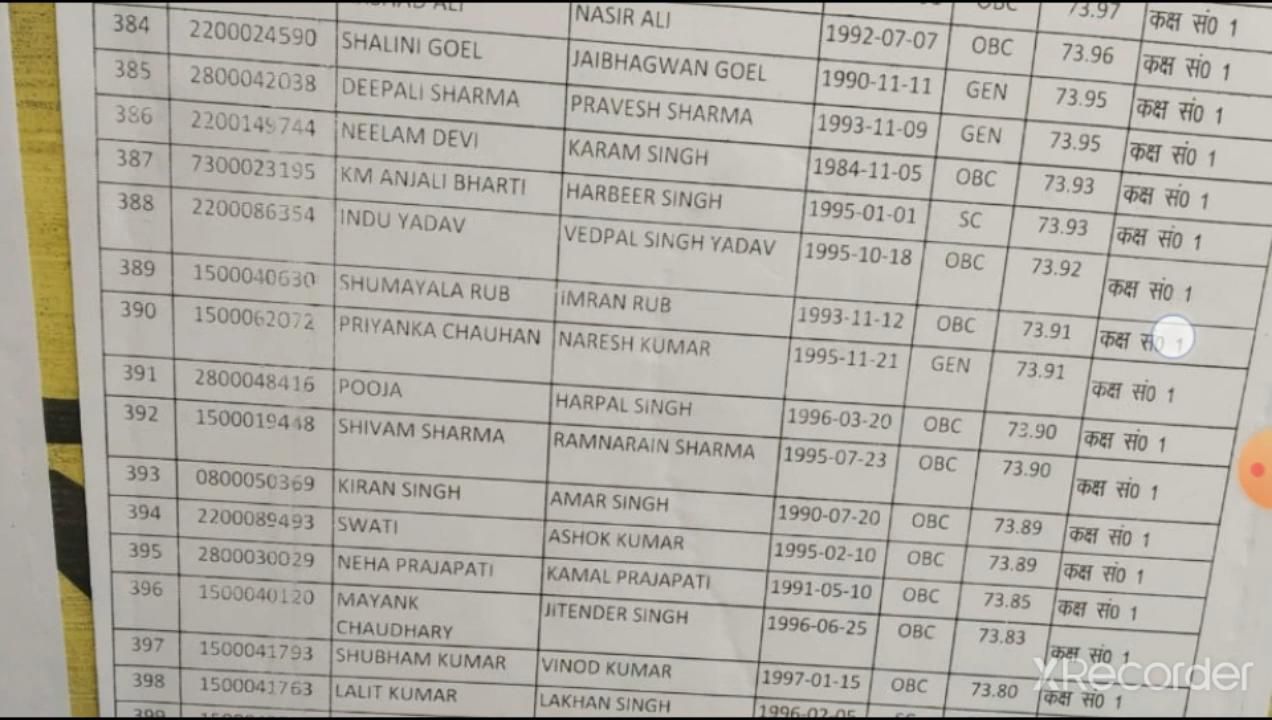 OBC 73.97 कक्ष सं0 1
ALI NASIR ALI 1992-07-07 OBC 73.96 कक्ष सं0 1
384 2200024590 SHALINI GOEL JAIBHAGWAN GOEL 1990-11-11 GEN 73.95 कक्ष सं0 1
385 2800042038 DEEPALI SHARMA PRAVESH SHARMA 1993-11-09 GEN 73.95 कक्ष सं0 1
386 2200149744 NEELAM DEVI KARAM SINGH 1984-11-05 OBC 73.93 कक्ष सं0 1
387 7300023195 KM ANJALI BHARTI HARBEER SINGH 1995-01-01 SC 73.93 कक्ष सं0 1
388 2200086354 INDU YADAV VEDPAL SINGH YADAV 1995-10-18 OBC 73.92 कक्ष सं0 1
389 1500040630 SHUMAYALA RUB IMRAN RUB 1993-11-12 OBC 73.91 कक्ष सं0 1
390 1500062072 PRIYANKA CHAUHAN NARESH KUMAR 1995-11-21 GEN 73.91 कक्ष सं0 1
391 2800048416 POOJA HARPAL SINGH 1996-03-20 OBC 73.90 कक्ष सं0 1
392 1500019448 SHIVAM SHARMA RAMNARAIN SHARMA 1995-07-23 OBC 73.90 कक्ष सं0 1
393 0800050369 KIRAN SINGH AMAR SINGH 1990-07-20 OBC 73.89 कक्ष सं0 1
394 2200089493 SWATI ASHOK KUMAR 1995-02-10 OBC 73.89 कक्ष सं0 1
395 2800030029 NEHA PRAJAPATI KAMAL PRAJAPATI 1991-05-10 OBC 73.85 कक्ष सं0 1
396 1500040120 MAYANK JITENDER SINGH 1996-06-25 OBC 73.83 कक्ष सं0 1
CHAUDHARY
397 1500041793 SHUBHAM KUMAR VINOD KUMAR 1997-01-15 OBC 73.80 कक्ष सं0 1
398 1500041763 LALIT KUMAR LAKHAN SINGH 1996-02-05
XRecorder